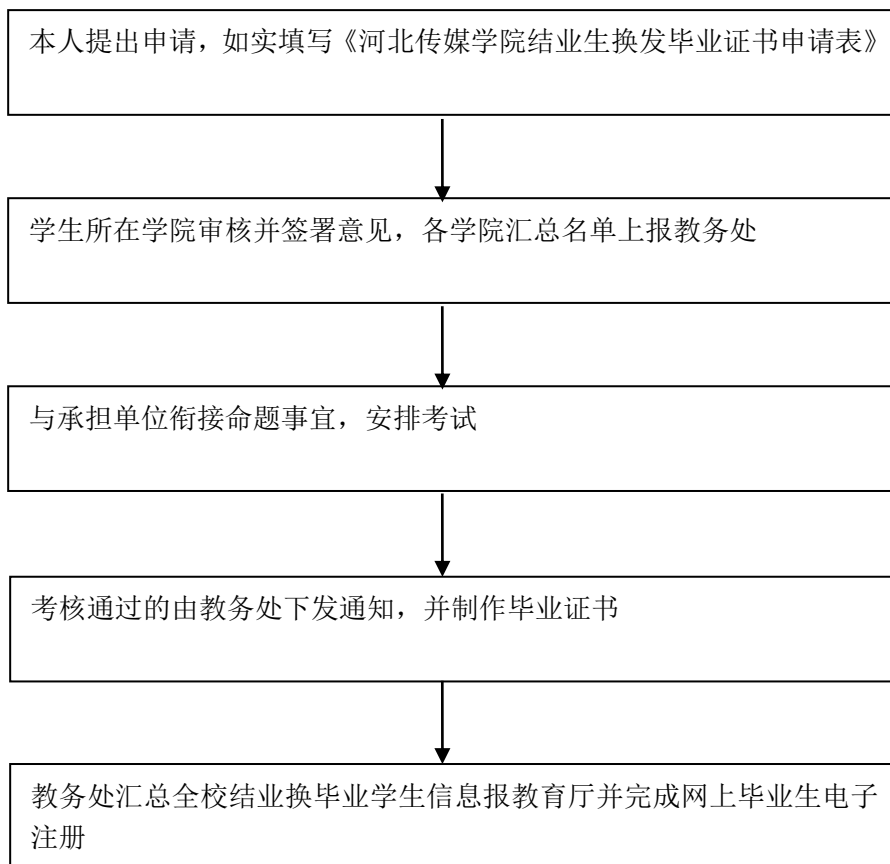 本人提出申请，如实填写《河北传媒学院结业生换发毕业证书申请表》
学生所在学院审核并签署意见，各学院汇总名单上报教务处
与承担单位衔接命题事宜，安排考试
考核通过的由教务处下发通知，并制作毕业证书
教务处汇总全校结业换毕业学生信息报教育厅并完成网上毕业生电子
注册